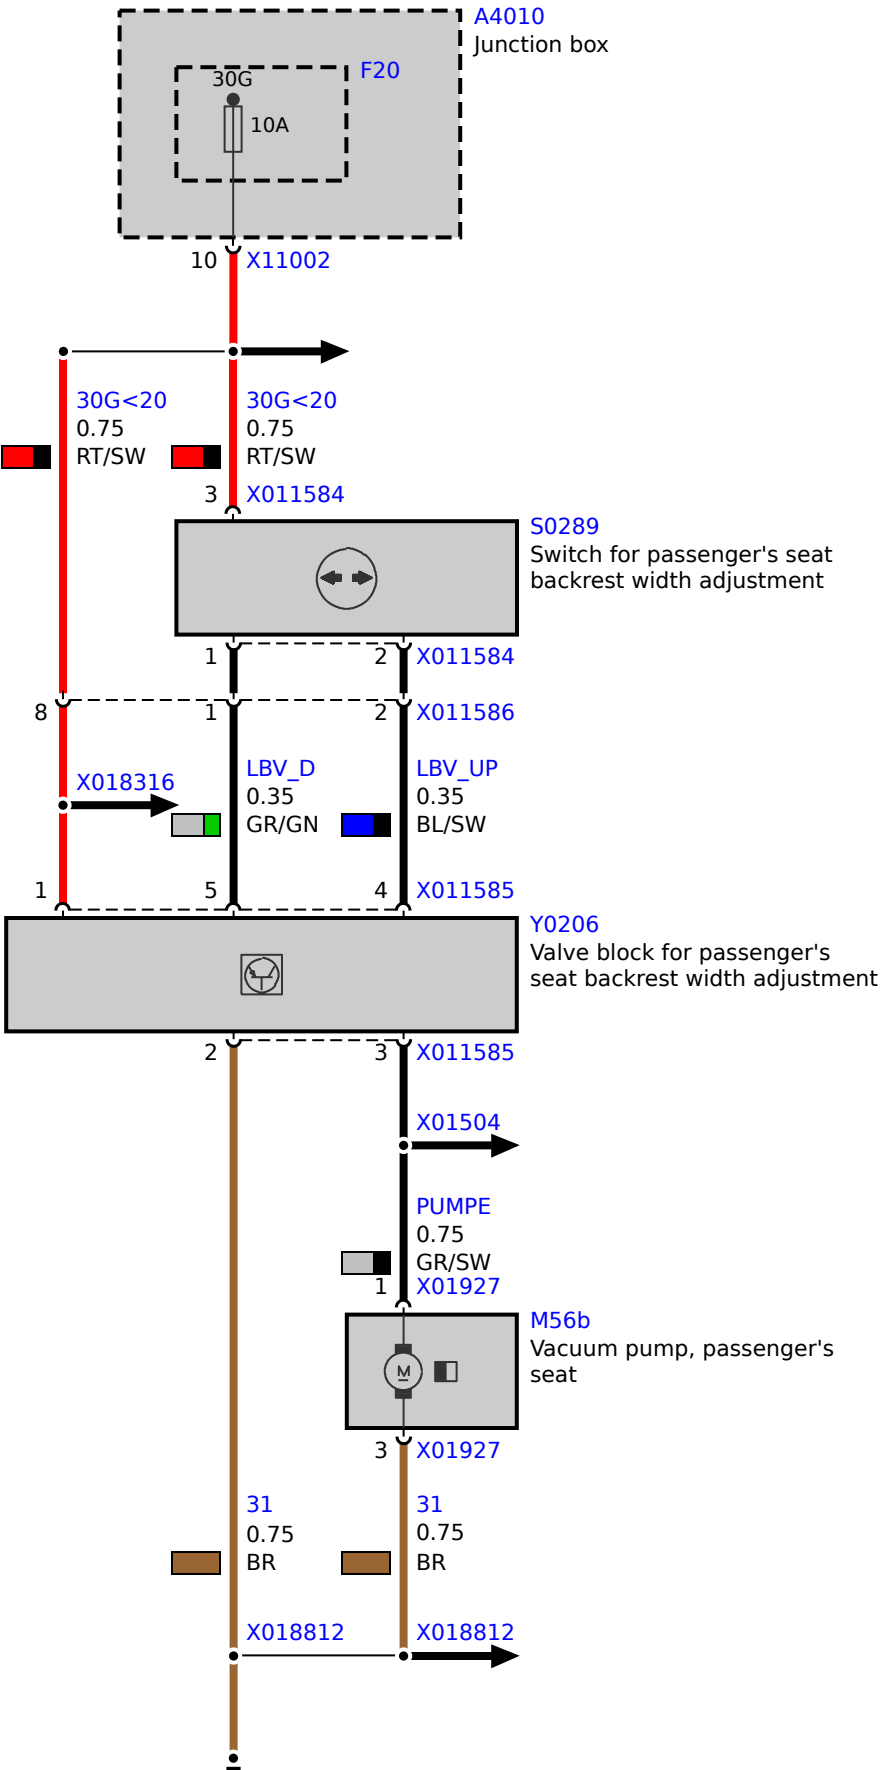 A4010
Junction box
F20
30G
10A
10 X11002
30G<20 30G<20
0.75 0.75
RT/SW RT/SW
3 X011584
S0289
Switch for passenger's seat
backrest width adjustment
1 2 X011584
8 1 2 X011586
LBV_D LBV_UP
X018316
0.35 0.35
GR/GN BL/SW
1 5 4 X011585
Y0206
Valve block for passenger's
seat backrest width adjustment
2 3 X011585
X01504
PUMPE
0.75
GR/SW
1 X01927
M56b
Vacuum pump, passenger's
seat
M
3 X01927
31 31
0.75 0.75
BR BR
X018812 X018812